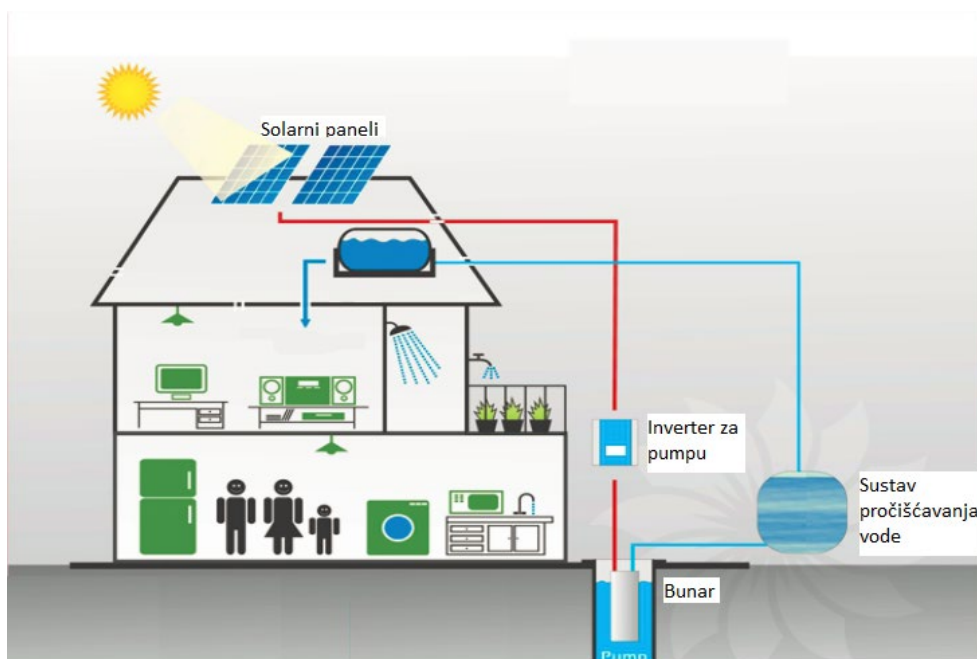 Solarni paneli
Inverter za
pumpu
Sustav
pročišćavanja
vode
Bunar
Pump